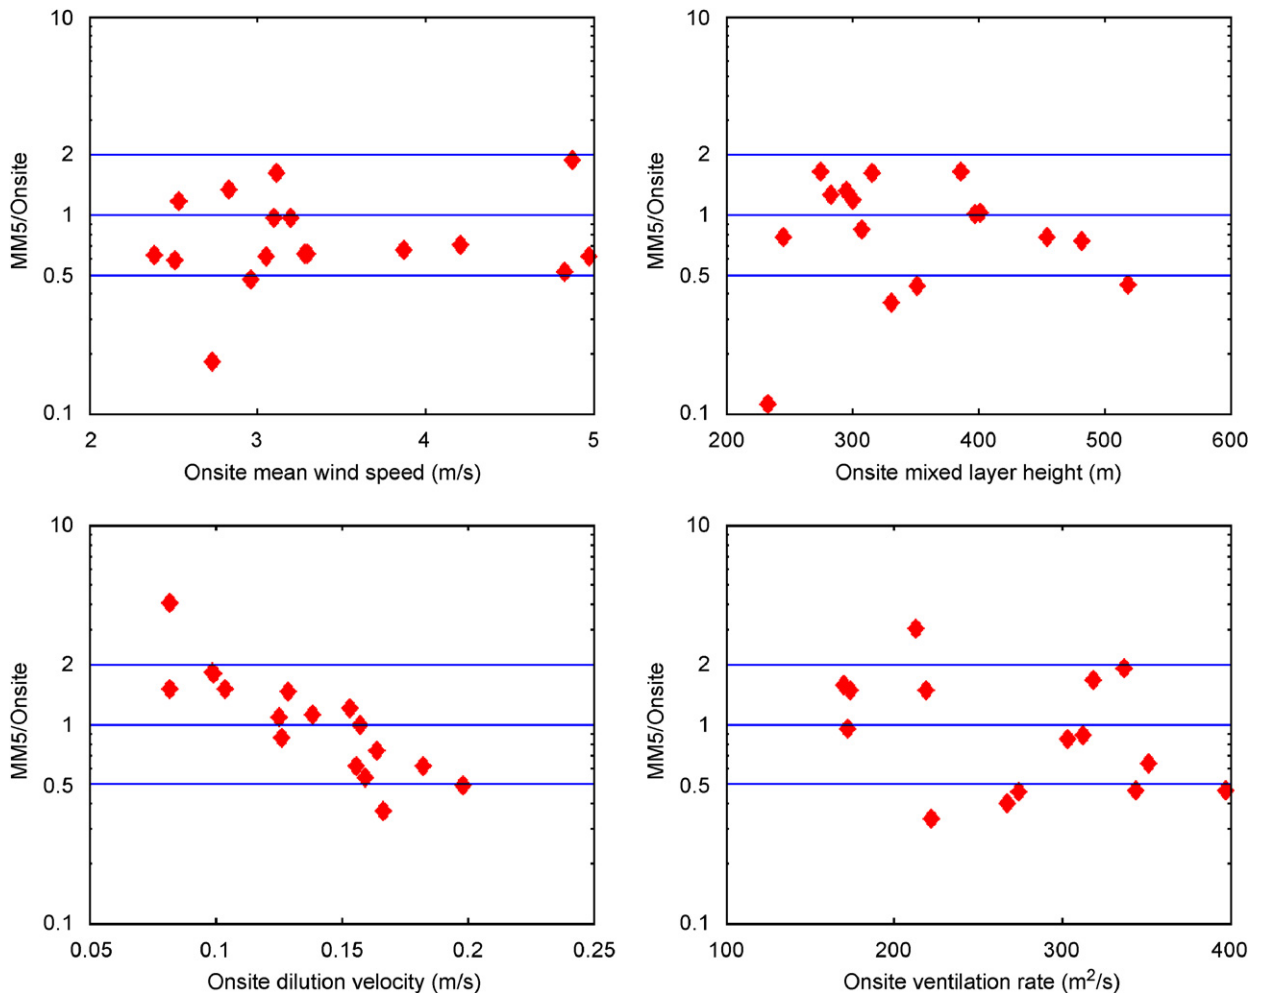 10
2
1
0.5
0.1
MM5/Onsite
2 3 4 5
Onsite mean wind speed (m/s)
10
2
1
0.5
0.1
MM5/Onsite
200 300 400 500 600
Onsite mixed layer height (m)
10
2
1
0.5
0.1
MM5/Onsite
0.05 0.1 0.15 0.2 0.25
Onsite dilution velocity (m/s)
10
2
1
0.5
0.1
MM5/Onsite
100 200 300 400
Onsite ventilation rate (m²/s)